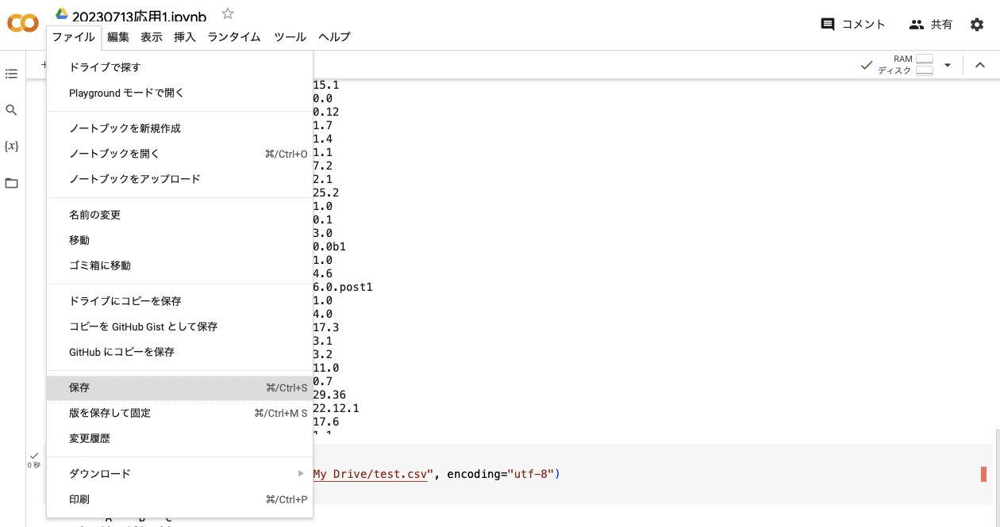 20230713応用1.ipynb
コメント
共有
ファイル 編集 表示 挿入 ランタイム ツール ヘルプ
RAM
ディスク
ドライブで探す
Playground モードで開く
ノートブックを新規作成
ノートブックを開く ⌘/Ctrl+O
ノートブックをアップロード
名前の変更
移動
ゴミ箱に移動
ドライブにコピーを保存
コピーを GitHub Gist として保存
GitHub にコピーを保存
保存 ⌘/Ctrl+S
版を保存して固定 ⌘/Ctrl+M S
変更履歴
ダウンロード
印刷 ⌘/Ctrl+P
{x}
15.1
0.0
0.12
1.7
1.4
1.1
7.2
2.1
25.2
1.0
0.1
3.0
0.0b1
1.0
4.6
6.0.post1
1.0
4.0
17.3
3.1
3.2
11.0
0.7
29.36
22.12.1
17.6
1.1
0 秒
My Drive/test.csv", encoding="utf-8")